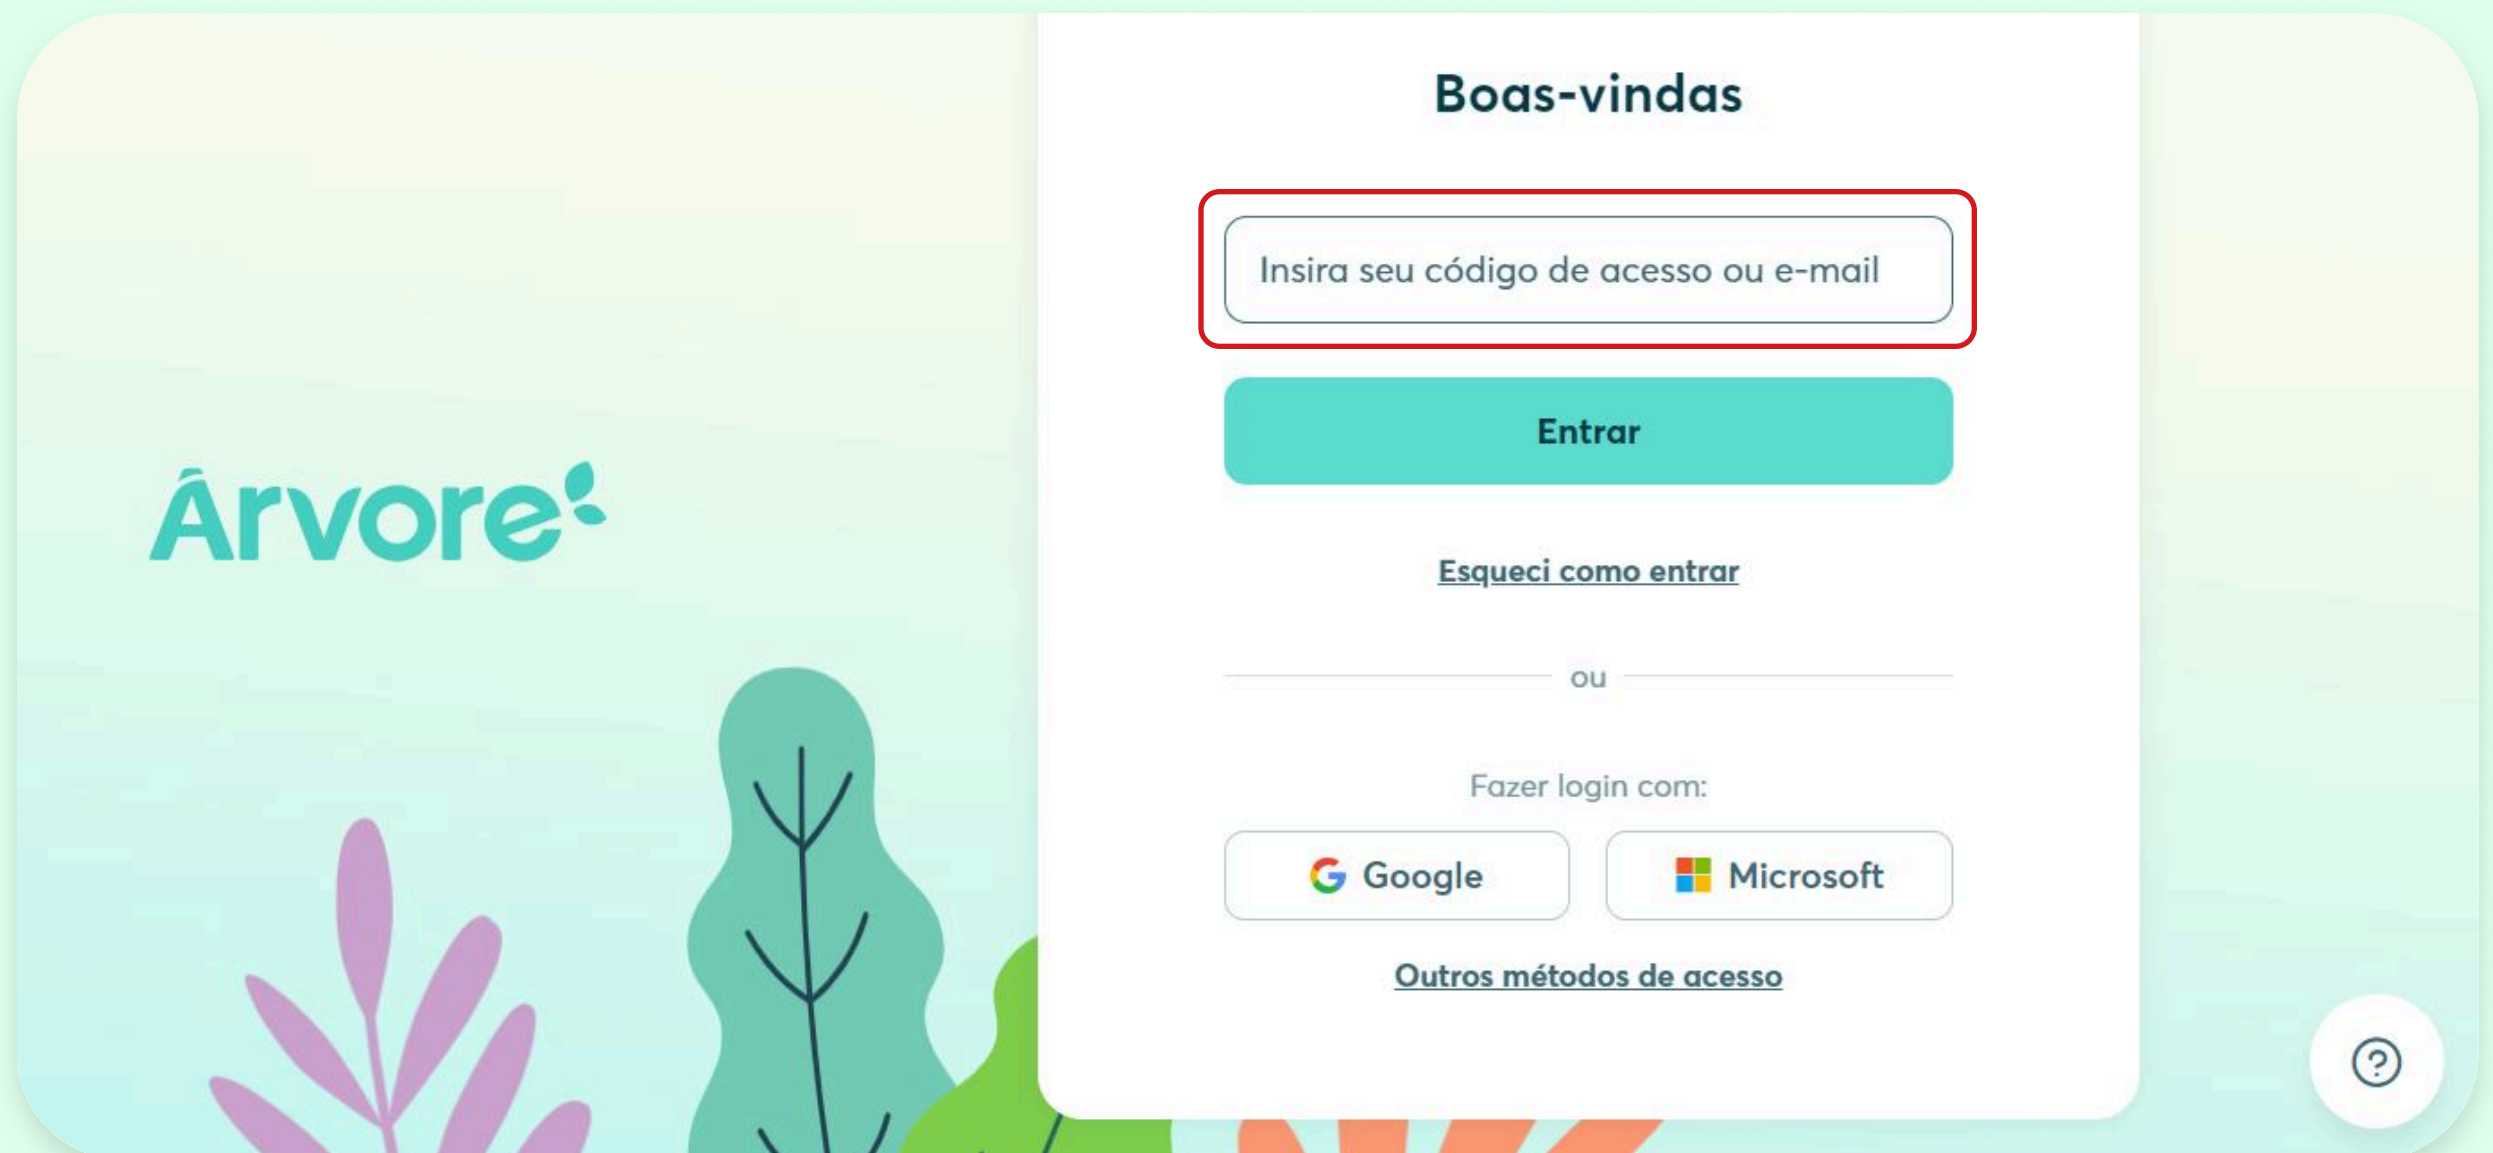 Boas-vindas
Insira seu código de acesso ou e-mail
Entrar
Árvore
Esqueci como entrar
ou
Fazer login com:
Google
Microsoft
Outros métodos de acesso
?